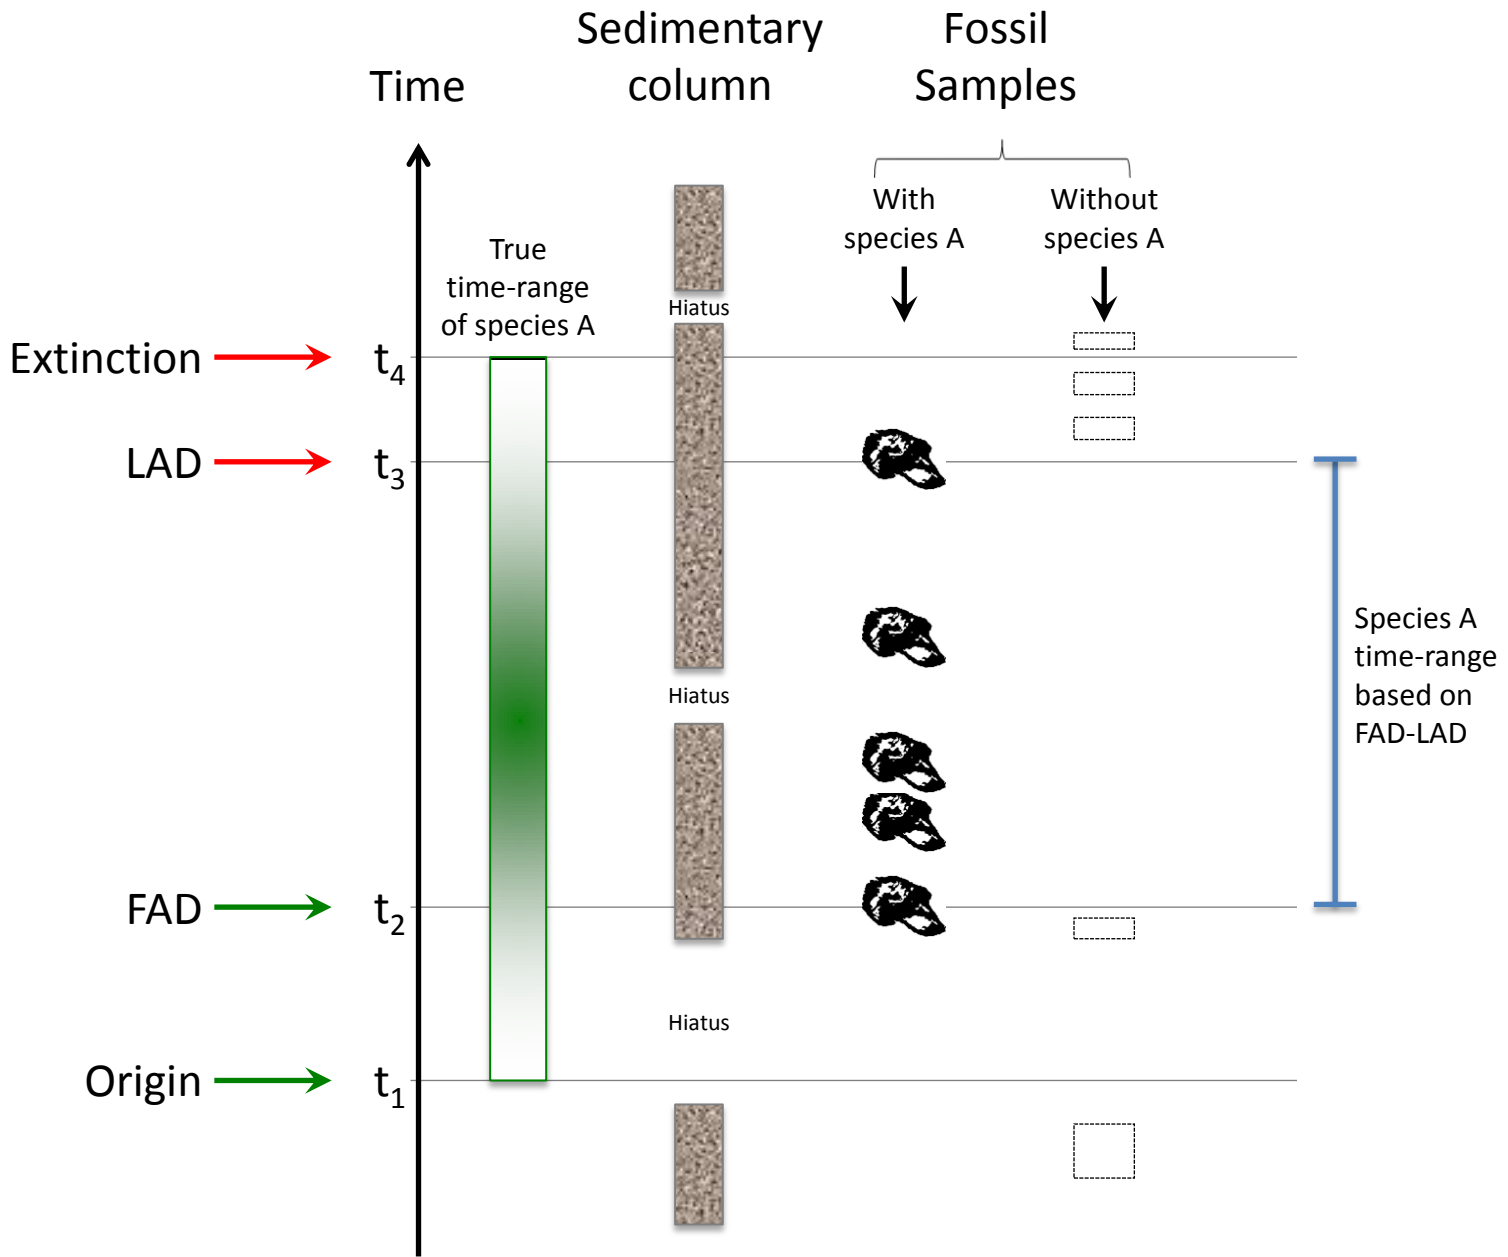 Sedimentary
column
Fossil
Samples
Time
With
species A
Without
species A
True
time-range
of species A
Hiatus
Extinction
t4
LAD
t3
Species A
time-range
based on
FAD-LAD
Hiatus
FAD
t2
Hiatus
Origin
t1